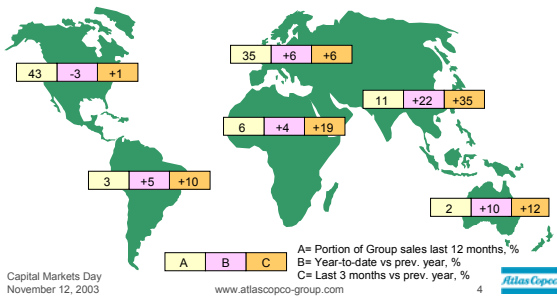 35 +6 +6
43 -3 +1
11 +22 +35
6 +4 +19
3 +5 +10
2 +10 +12
A B C
A= Portion of Group sales last 12 months, %
B= Year-to-date vs prev. year, %
C= Last 3 months vs prev. year, %
Capital Markets Day
November 12, 2003
www.atlascopco-group.com
4
Atlas Copco